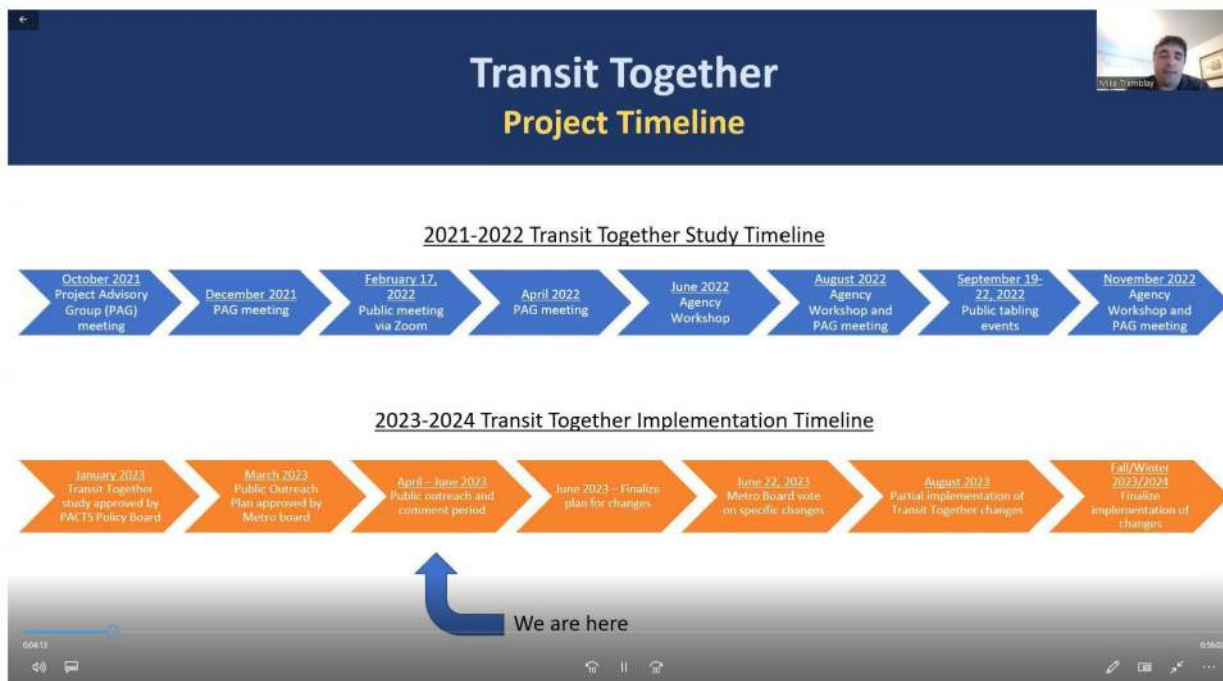 Transit Together
Project Timeline
Mike Tremblay
2021-2022 Transit Together Study Timeline
October 2021
Project Advisory
Group (PAG)
meeting
December 2021
PAG meeting
February 17,
2022
Public meeting
via Zoom
April 2022
PAG meeting
June 2022
Agency
Workshop
August 2022
Agency
Workshop and
PAG meeting
September 19-
22, 2022
Public tabling
events
November 2022
Agency
Workshop and
PAG meeting
2023-2024 Transit Together Implementation Timeline
January 2023
Transit Together
study approved by
PACTS Policy Board
March 2023
Public Outreach
Plan approved by
Metro board
April – June 2023
Public outreach and
comment period
June 2023 – Finalize
plan for changes
June 22, 2023
Metro Board vote
on specific changes
August 2023
Partial implementation of
Transit Together changes
Fall/Winter
2023/2024
Finalize
implementation of
changes
We are here
0:04:13
10
30